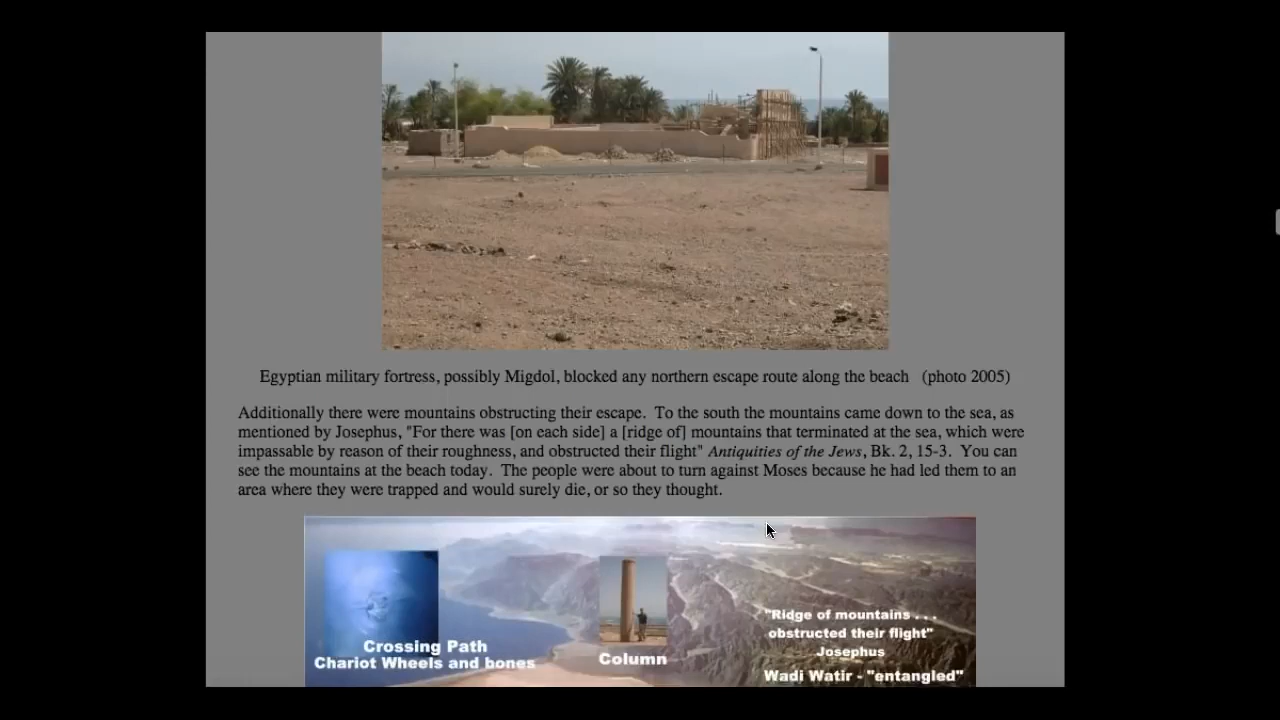 Egyptian military fortress, possibly Migdol, blocked any northern escape route along the beach (photo 2005)
Additionally there were mountains obstructing their escape. To the south the mountains came down to the sea, as
mentioned by Josephus, "For there was [on each side] a [ridge of] mountains that terminated at the sea, which were
impassable by reason of their roughness, and obstructed their flight" Antiquities of the Jews, Bk. 2, 15-3. You can
see the mountains at the beach today. The people were about to turn against Moses because he had led them to an
area where they were trapped and would surely die, or so they thought.
Crossing Path
Chariot Wheels and bones
Column
"Ridge of mountains . . .
obstructed their flight"
Josephus
Wadi Watir - "entangled"